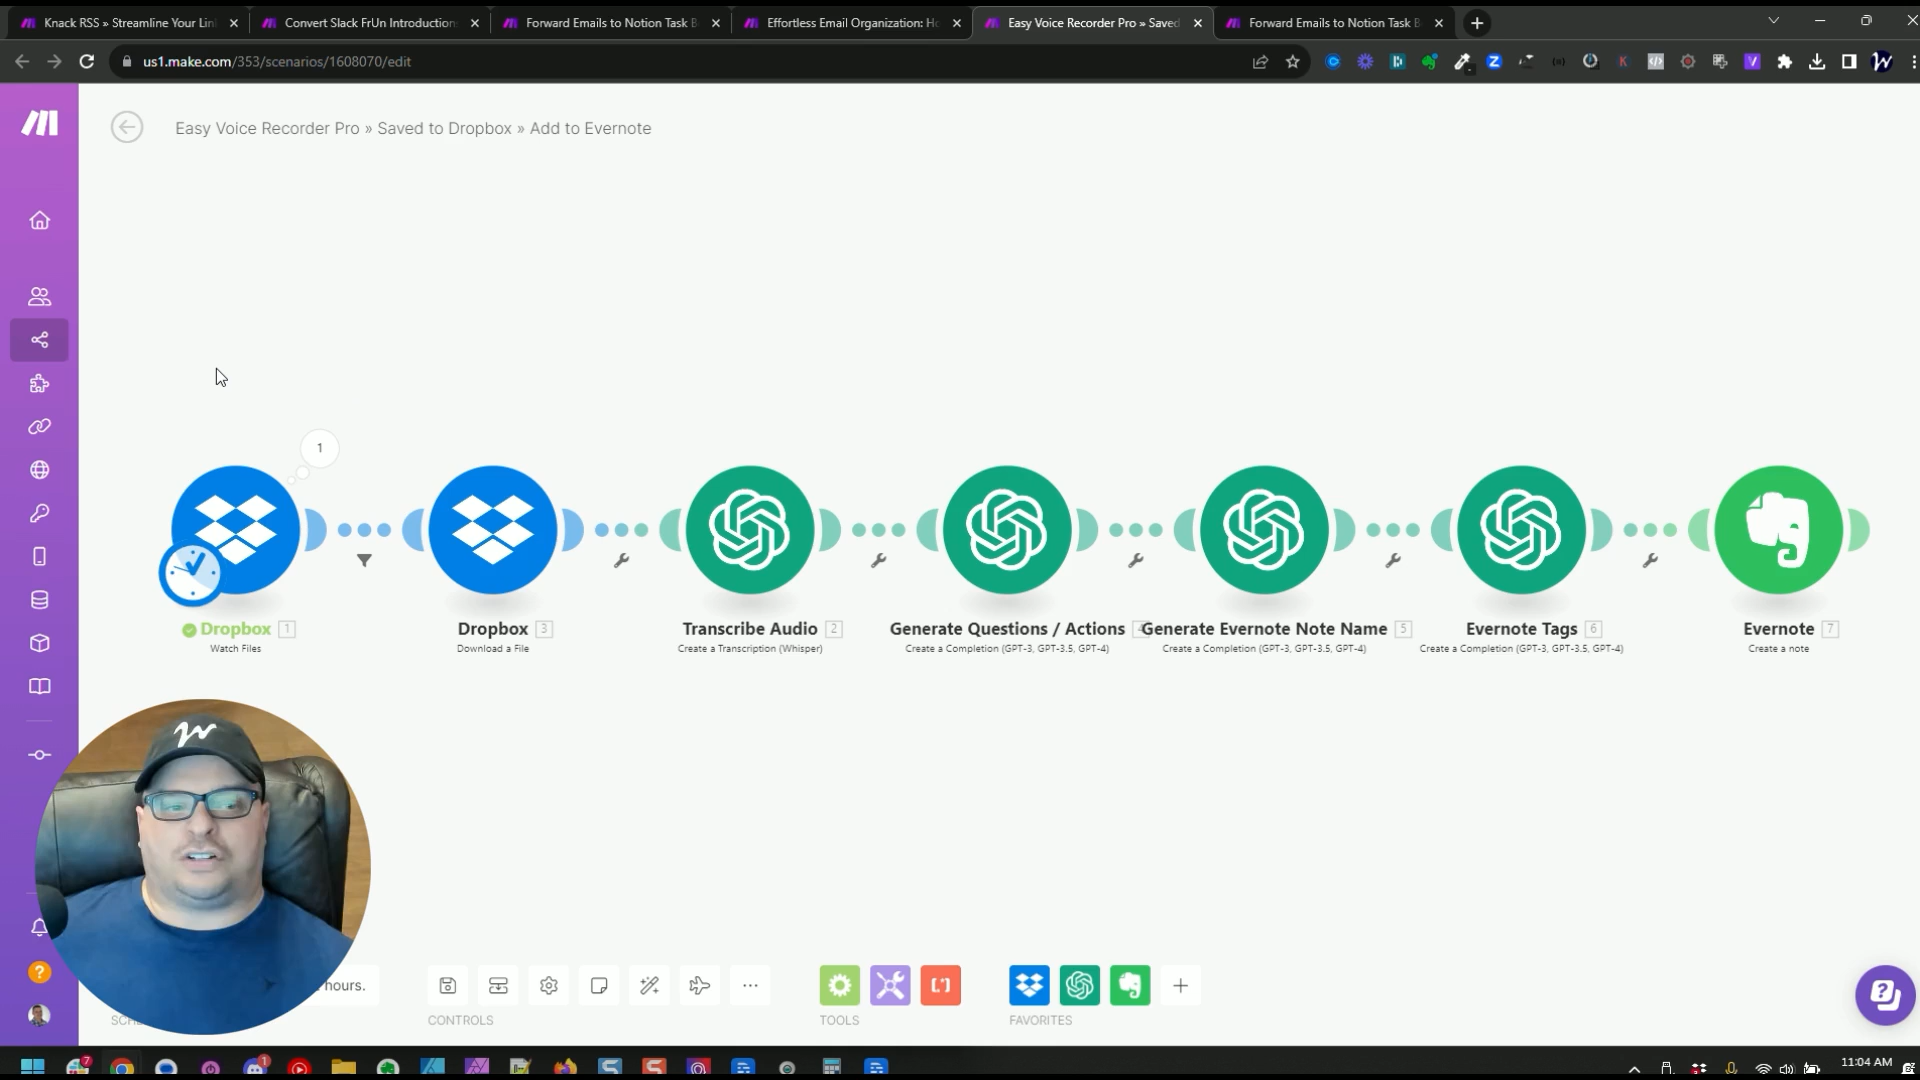 Knack RSS » Streamline Your Lin
Convert Slack FrUn Introductions
Forward Emails to Notion Task B
Effortless Email Organization: Ho
Easy Voice Recorder Pro » Saved
Forward Emails to Notion Task B
us1.make.com/353/scenarios/1608070/edit
Easy Voice Recorder Pro » Saved to Dropbox » Add to Evernote
1
Dropbox 1
Watch Files
Dropbox 3
Download a File
Transcribe Audio 2
Create a Transcription (Whisper)
Generate Questions / Actions 4
Create a Completion (GPT-3, GPT-3.5, GPT-4)
Generate Evernote Note Name 5
Create a Completion (GPT-3, GPT-3.5, GPT-4)
Evernote Tags 6
Create a Completion (GPT-3, GPT-3.5, GPT-4)
Evernote 7
Create a note
hours.
CONTROLS
TOOLS
FAVORITES
11:04 AM